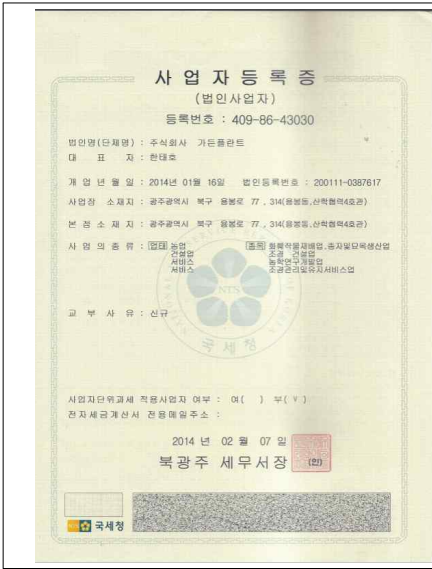 사 업 자 등 록 증
(법인사업자)
등록번호 : 409-86-43030
법인명(단체명) : 주식회사 가든플란트
대 표 자 : 한태호
개 업 년 월 일 : 2014년 01월 16일 법인등록번호 : 200111-0387617
사업장 소재지 : 광주광역시 북구 용봉로 77 , 314(용봉동,산학협력4호관)
본 점 소 재 지 : 광주광역시 북구 용봉로 77 , 314(용봉동,산학협력4호관)
사 업 의 종 류 : 업태 농업 종목 화훼작물재배업,종자및묘목생산업
건설업 조경 건설업
서비스 농학연구개발업
서비스 조경관리및유지서비스업
NTS
국세청
교 부 사 유 : 신규
사업자단위과세 적용사업자 여부 : 여( ) 부( v )
전자세금계산서 전용메일주소 :
2014 년 02 월 07 일
북광주 세무서장 (인)
국세청